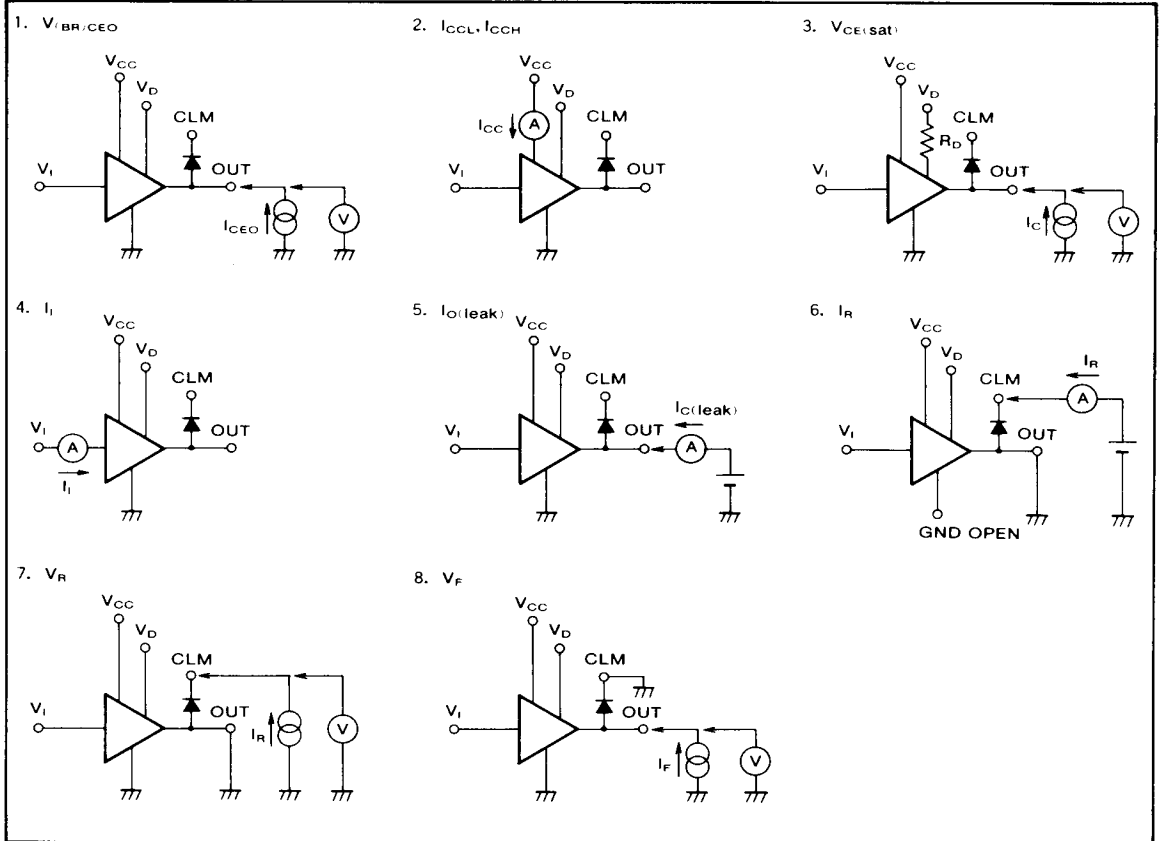 1. V(BR)CEO
VCC
VD
CLM
OUT
VI
ICEO
V
2. ICCL, ICCH
VCC
VD
ICC
A
CLM
OUT
VI
3. VCE(sat)
VCC
VD
RD
CLM
OUT
VI
IC
V
4. II
VCC
VD
CLM
VI
A
OUT
II
5. IO(leak)
VCC
VD
CLM
IC(leak)
OUT
A
VI
6. IR
VCC
VD
CLM
IR
A
OUT
VI
GND OPEN
7. VR
VCC
VD
CLM
OUT
VI
IR
V
8. VF
VCC
VD
CLM
OUT
VI
IF
V